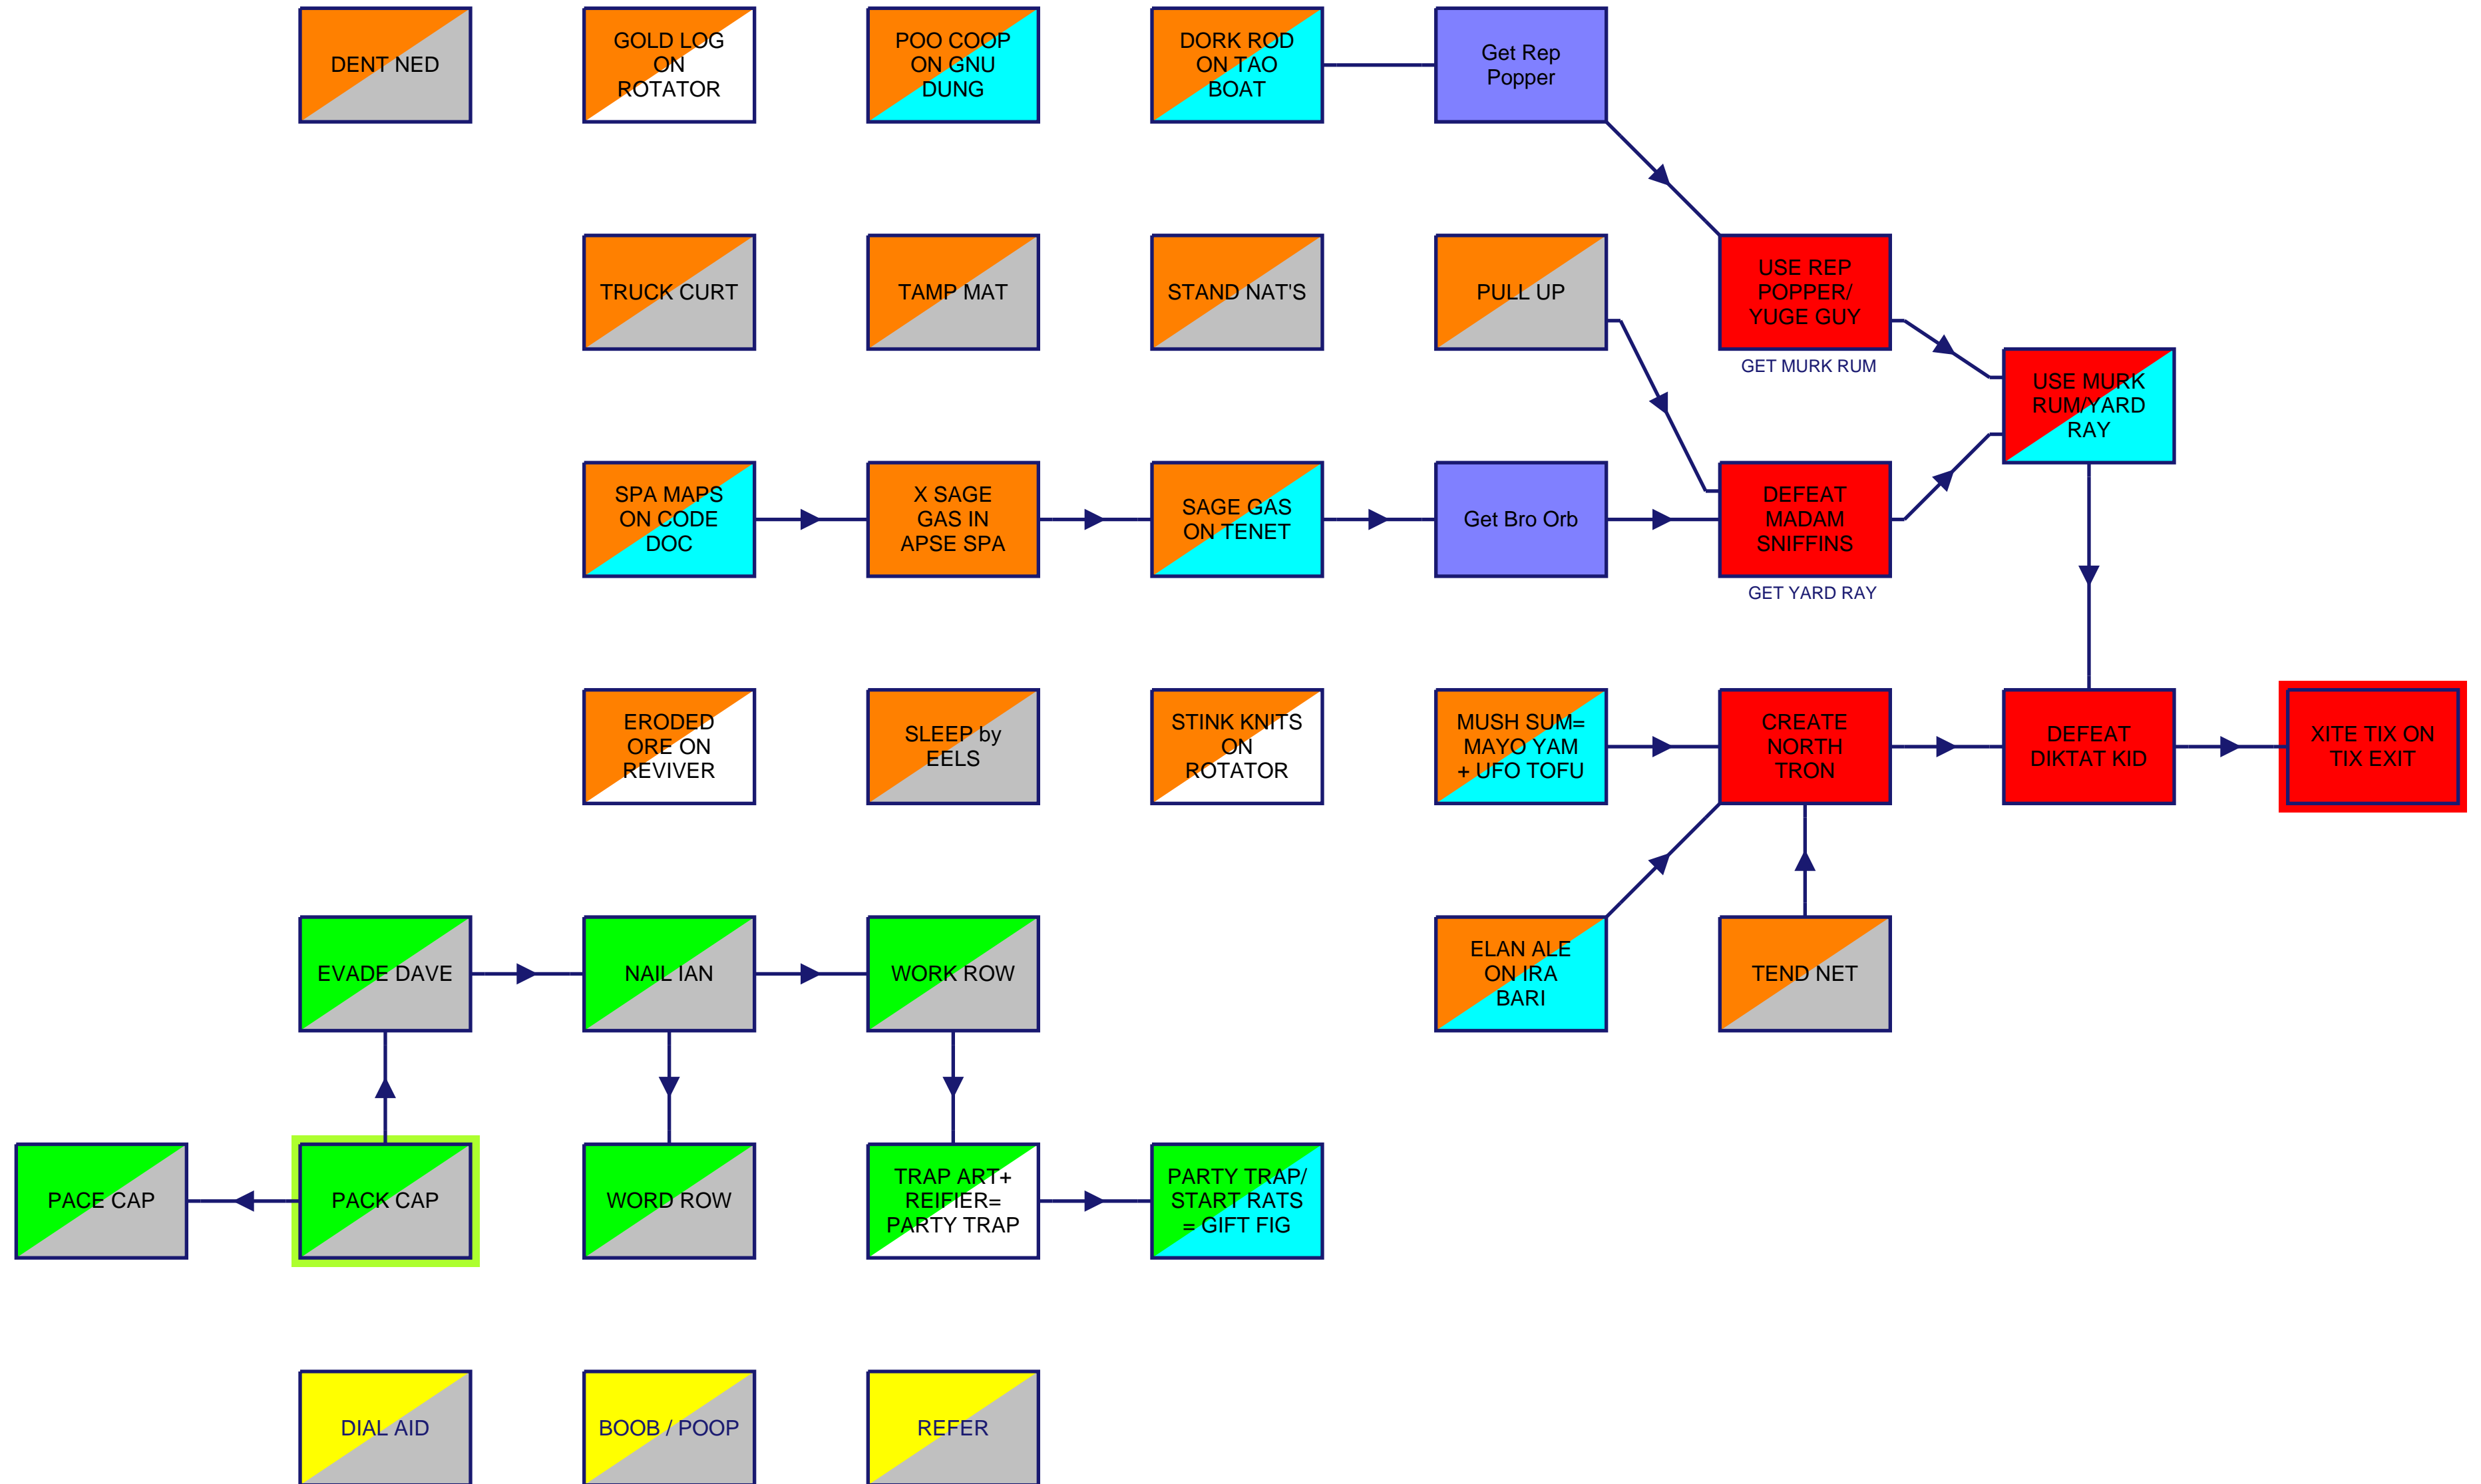 DENT NED
GOLD LOG
ON
ROTATOR
POO COOP
ON GNU
DUNG
DORK ROD
ON TAO
BOAT
Get Rep
Popper
TRUCK CURT
TAMP MAT
STAND NAT'S
PULL UP
USE REP
POPPER/
YUGE GUY
GET MURK RUM
USE MURK
RUM/YARD
RAY
SPA MAPS
ON CODE
DOC
X SAGE
GAS IN
APSE SPA
SAGE GAS
ON TENET
Get Bro Orb
DEFEAT
MADAM
SNIFFINS
GET YARD RAY
ERODED
ORE ON
REVIVER
SLEEP by
EELS
STINK KNITS
ON
ROTATOR
MUSH SUM=
MAYO YAM
+ UFO TOFU
CREATE
NORTH
TRON
DEFEAT
DIKTAT KID
XITE TIX ON
TIX EXIT
EVADE DAVE
NAIL IAN
WORK ROW
ELAN ALE
ON IRA
BARI
TEND NET
PACE CAP
PACK CAP
WORD ROW
TRAP ART+
REIFIER=
PARTY TRAP
PARTY TRAP/
START RATS
= GIFT FIG
DIAL AID
BOOB / POOP
REFER